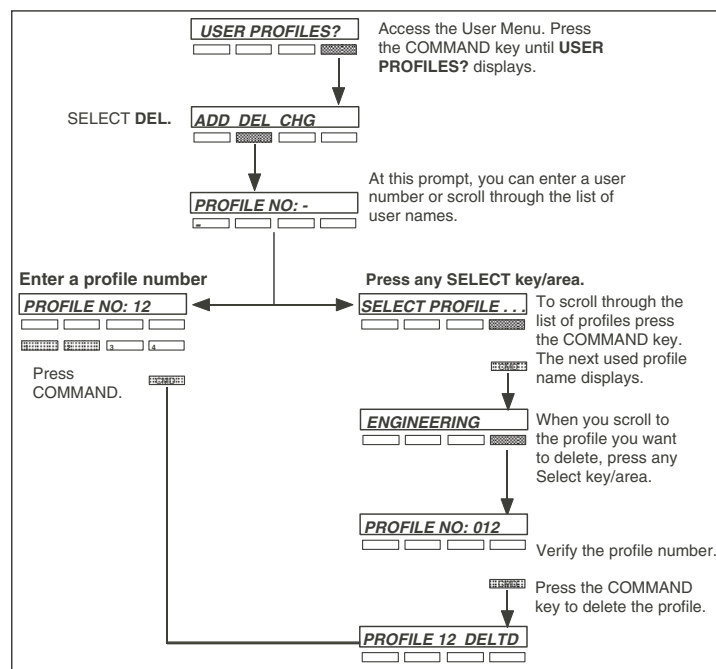 USER PROFILES?
Access the User Menu. Press
the COMMAND key until USER
PROFILES? displays.
SELECT DEL.
ADD DEL CHG
At this prompt, you can enter a user
number or scroll through the list of
user names.
PROFILE NO: -
Enter a profile number
PROFILE NO: 12
1 2 3 4
Press
COMMAND.
CMD
Press any SELECT key/area.
SELECT PROFILE . . .
To scroll through the
list of profiles press
the COMMAND key.
The next used profile
name displays.
CMD
ENGINEERING
When you scroll to
the profile you want
to delete, press any
Select key/area.
PROFILE NO: 012
Verify the profile number.
CMD
Press the COMMAND
key to delete the profile.
PROFILE 12 DELTD